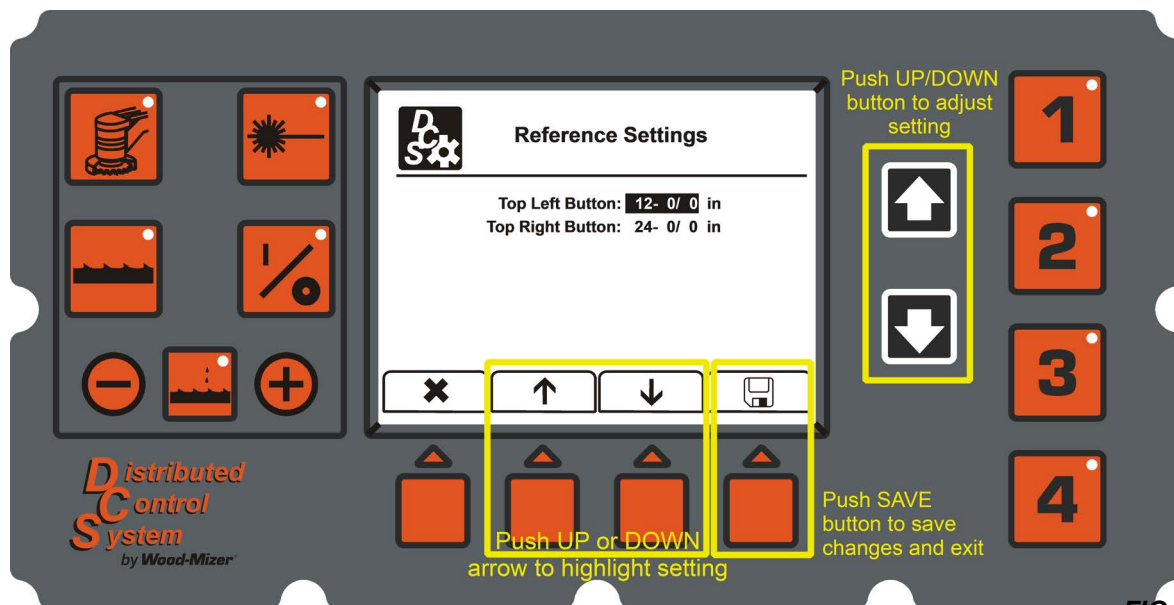 Push UP/DOWN
button to adjust
setting
1
DCS
Reference Settings
Top Left Button: 12- 0/ 0 in
Top Right Button: 24- 0/ 0 in
2
3
4
Distributed
Control
System
by Wood-Mizer
Push UP or DOWN
arrow to highlight setting
Push SAVE
button to save
changes and exit